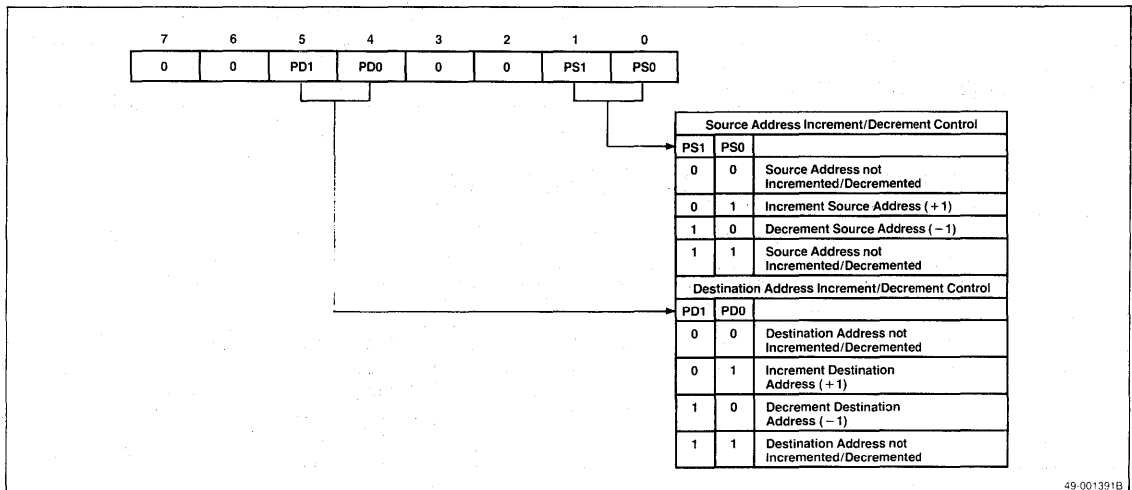 7 6 5 4 3 2 1 0
0 0 PD1 PD0 0 0 PS1 PS0
Source Address Increment/Decrement Control
PS1 PS0
0 0 Source Address not
Incremented/Decremented
0 1 Increment Source Address (+1)
1 0 Decrement Source Address (−1)
1 1 Source Address not
Incremented/Decremented
Destination Address Increment/Decrement Control
PD1 PD0
0 0 Destination Address not
Incremented/Decremented
0 1 Increment Destination
Address (+1)
1 0 Decrement Destination
Address (−1)
1 1 Destination Address not
Incremented/Decremented
49-001391B